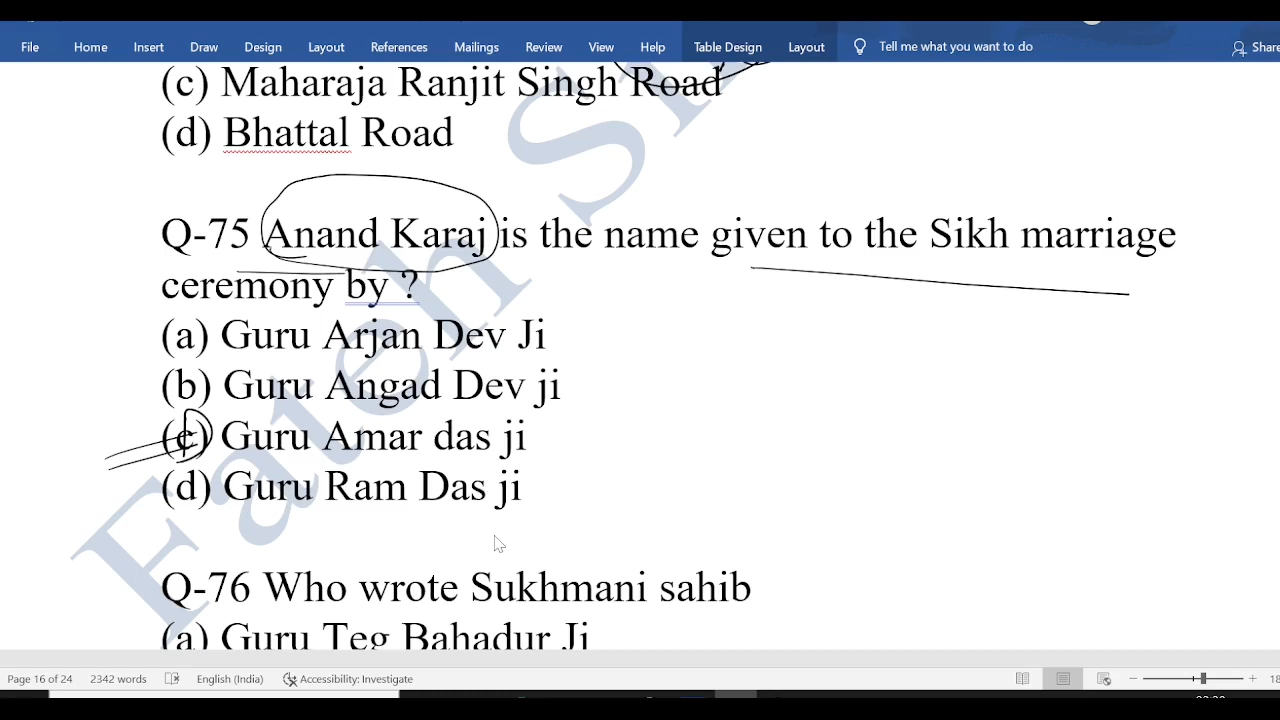 File Home Insert Draw Design Layout References Mailings Review View Help Table Design Layout Tell me what you want to do Share
(c) Maharaja Ranjit Singh Road
(d) Bhattal Road
Q-75 Anand Karaj is the name given to the Sikh marriage
ceremony by ?
(a) Guru Arjan Dev Ji
(b) Guru Angad Dev ji
(c) Guru Amar das ji
(d) Guru Ram Das ji
Q-76 Who wrote Sukhmani sahib
(a) Guru Teg Bahadur Ji
Fateh
Page 16 of 24 2342 words English (India) Accessibility: Investigate